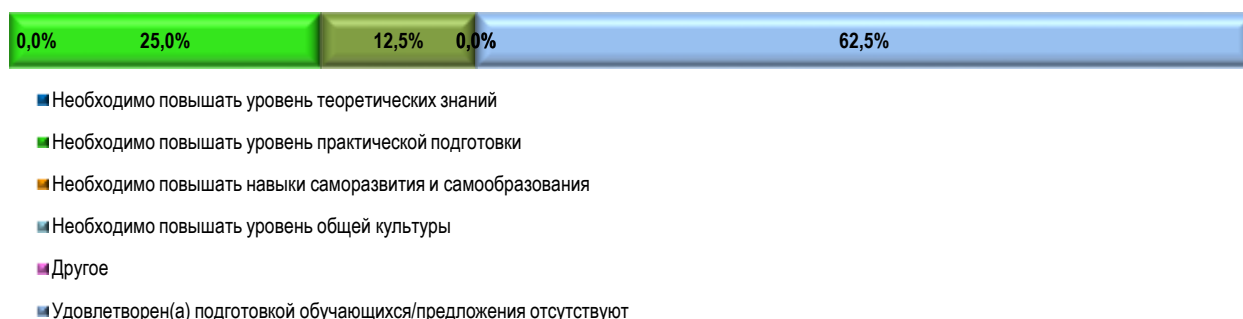 0,0% 25,0% 12,5% 0,0% 62,5%
Необходимо повышать уровень теоретических знаний
Необходимо повышать уровень практической подготовки
Необходимо повышать навыки саморазвития и самообразования
Необходимо повышать уровень общей культуры
Другое
Удовлетворен(а) подготовкой обучающихся/предложения отсутствуют